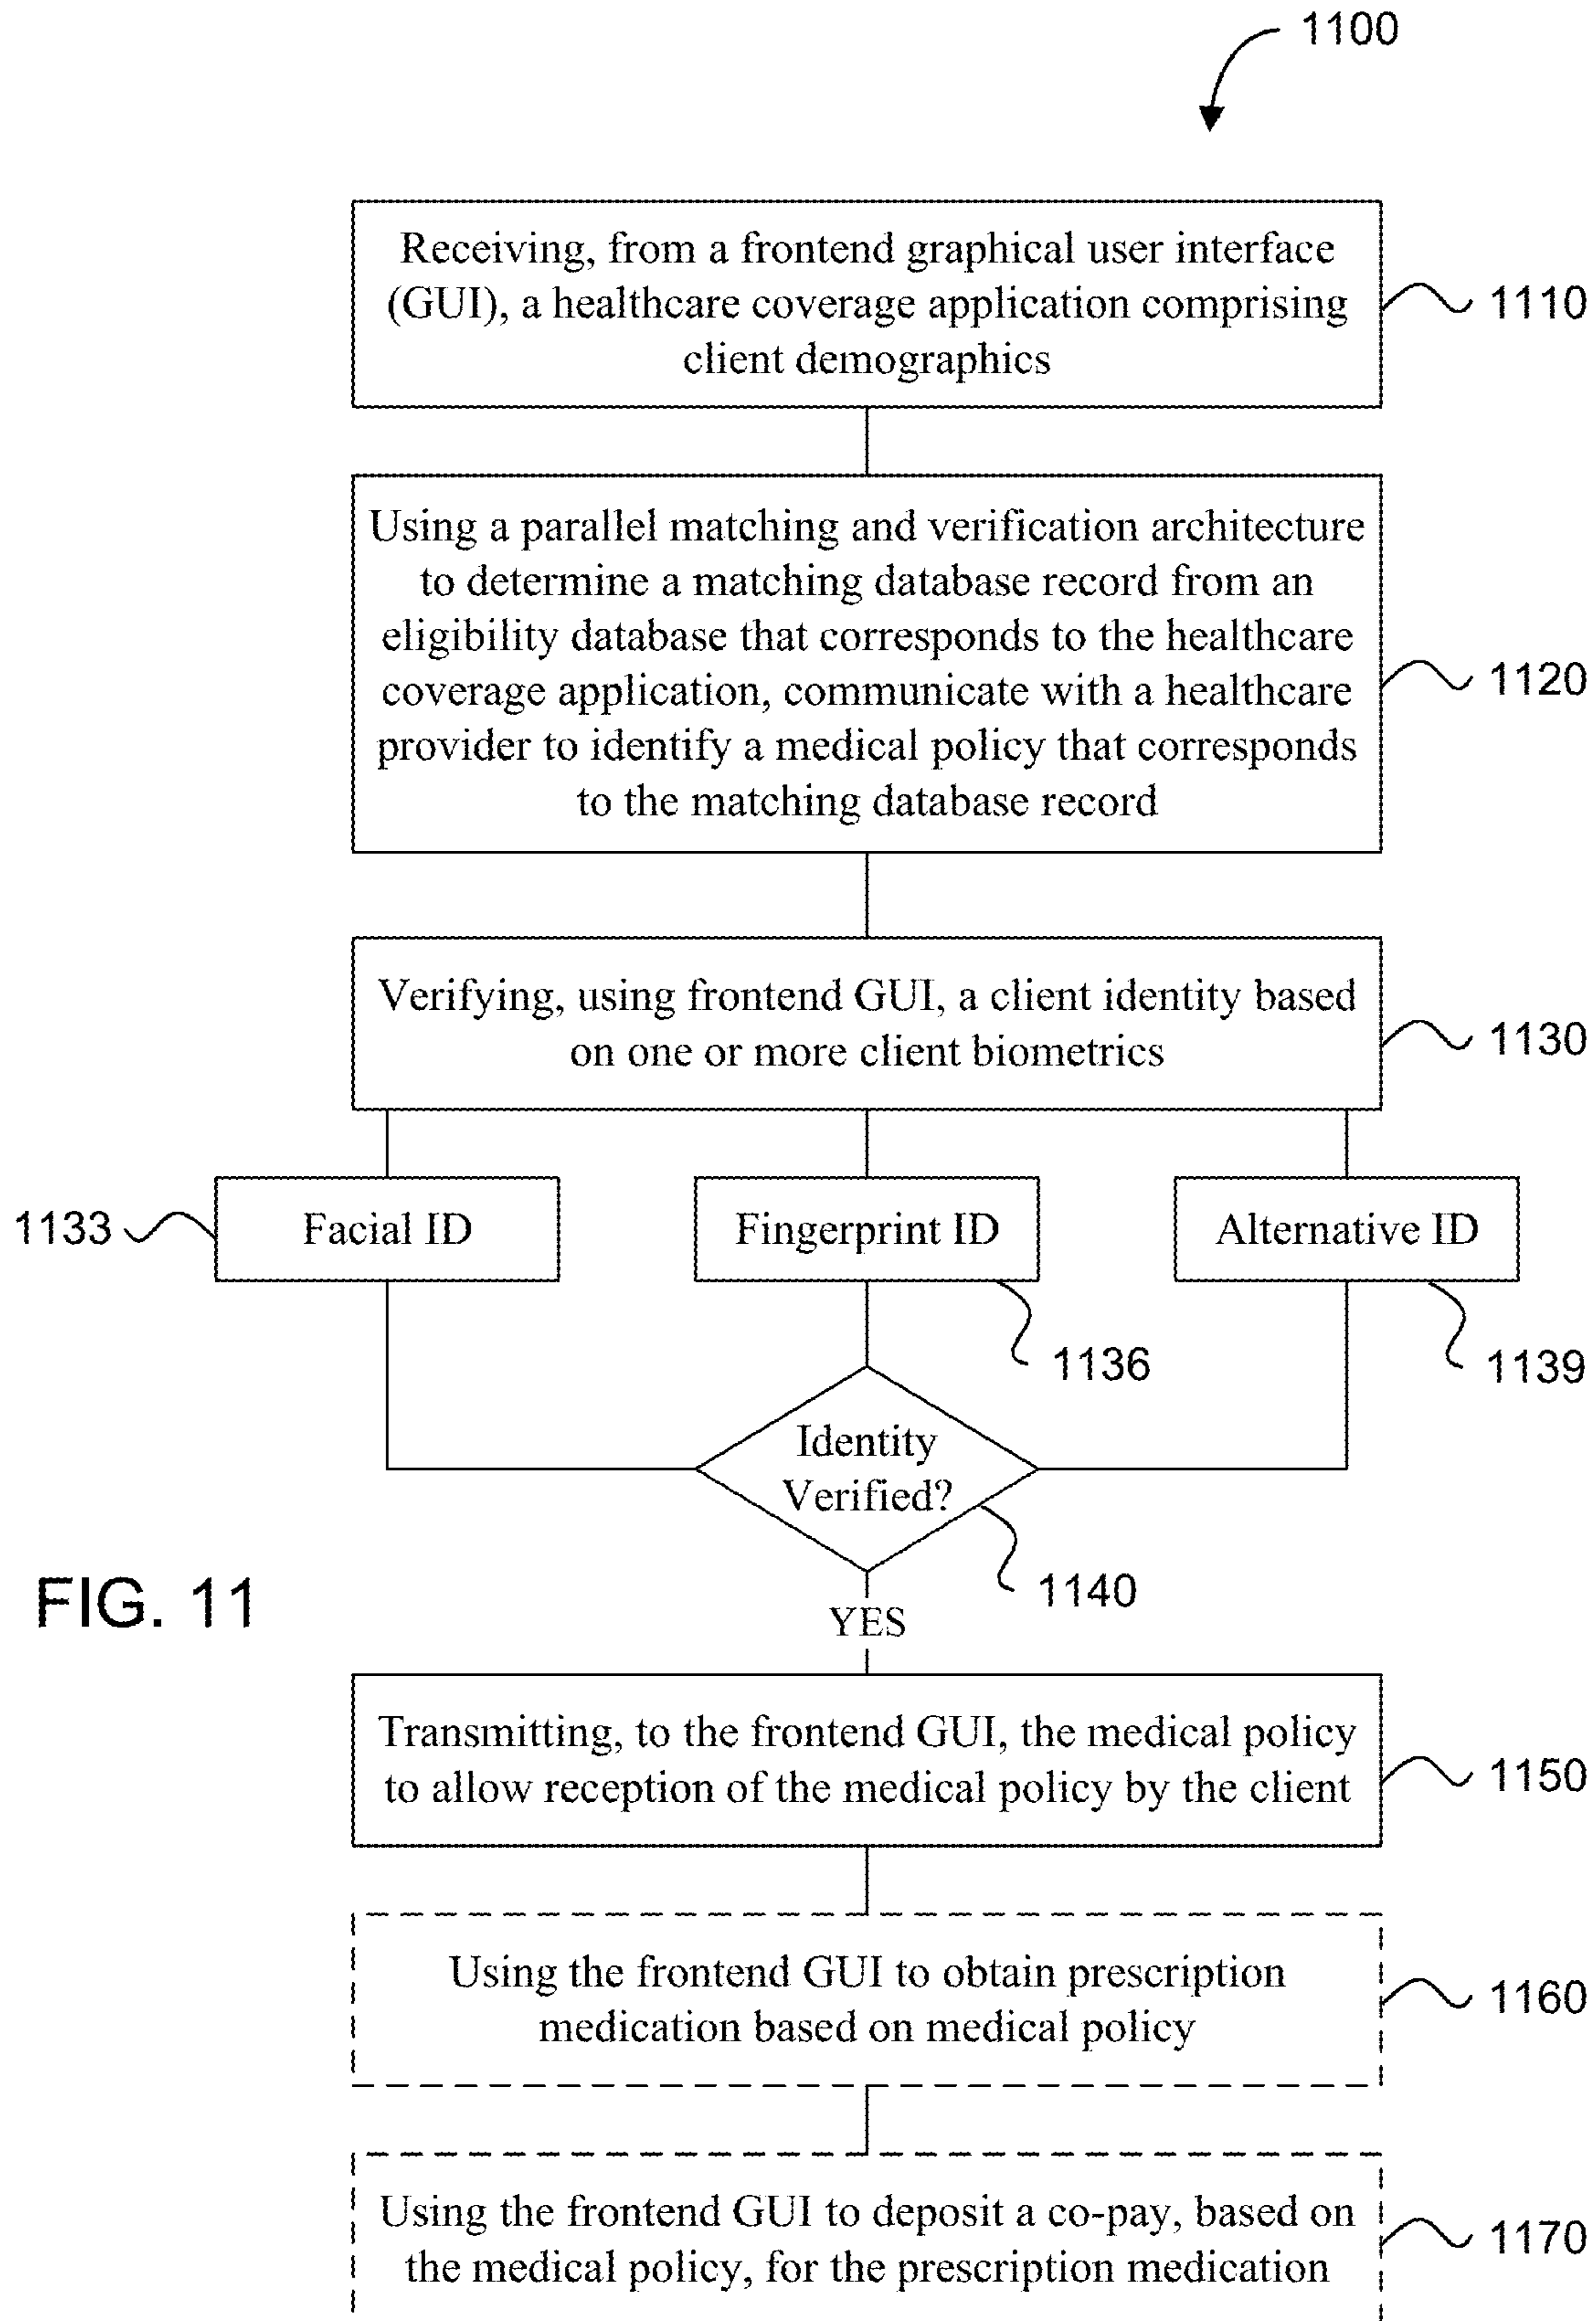 1100
Receiving, from a frontend graphical user interface
(GUI), a healthcare coverage application comprising
client demographics
1110
Using a parallel matching and verification architecture
to determine a matching database record from an
eligibility database that corresponds to the healthcare
coverage application, communicate with a healthcare
provider to identify a medical policy that corresponds
to the matching database record
1120
Verifying, using frontend GUI, a client identity based
on one or more client biometrics
1130
1133
Facial ID
Fingerprint ID
Alternative ID
1136
1139
Identity
Verified?
1140
FIG. 11
YES
Transmitting, to the frontend GUI, the medical policy
to allow reception of the medical policy by the client
1150
Using the frontend GUI to obtain prescription
medication based on medical policy
1160
Using the frontend GUI to deposit a co-pay, based on
the medical policy, for the prescription medication
1170